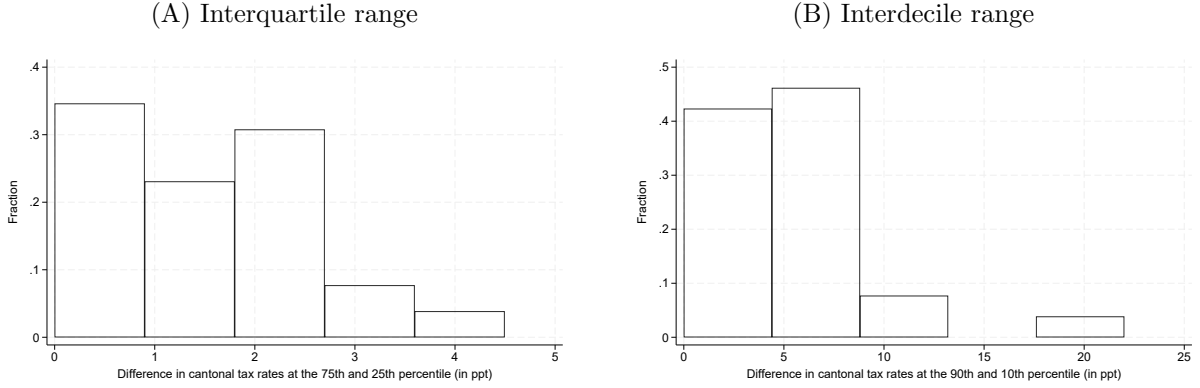 (A) Interquartile range
.4
.3
.2
.1
0
Fraction
0 1 2 3 4 5
Difference in cantonal tax rates at the 75th and 25th percentile (in ppt)
(B) Interdecile range
.5
.4
.3
.2
.1
0
Fraction
0 5 10 15 20 25
Difference in cantonal tax rates at the 90th and 10th percentile (in ppt)